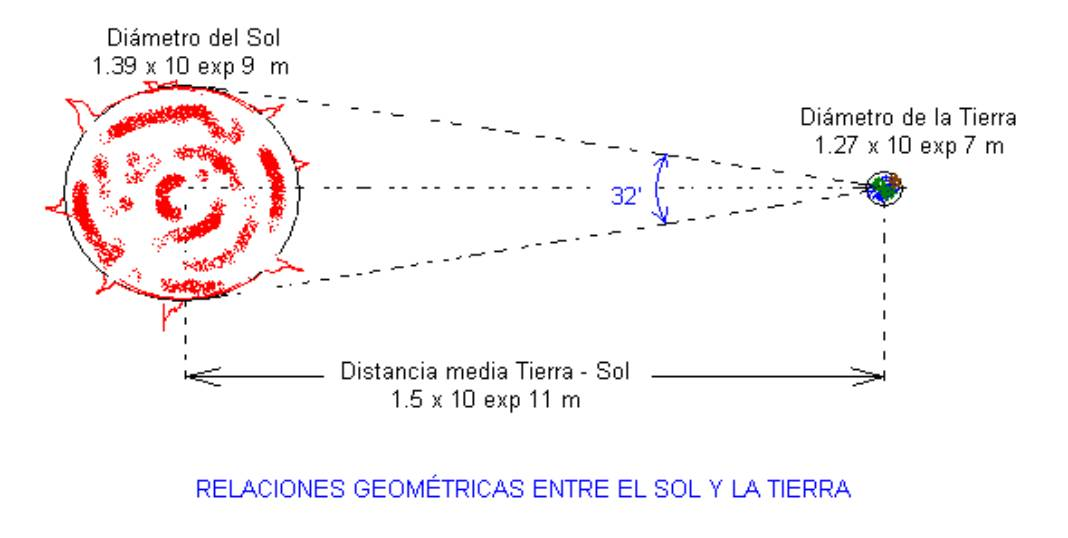 Diámetro del Sol
1.39 x 10 exp 9 m
Diámetro de la Tierra
1.27 x 10 exp 7 m
32'
Distancia media Tierra - Sol
1.5 x 10 exp 11 m
RELACIONES GEOMÉTRICAS ENTRE EL SOL Y LA TIERRA